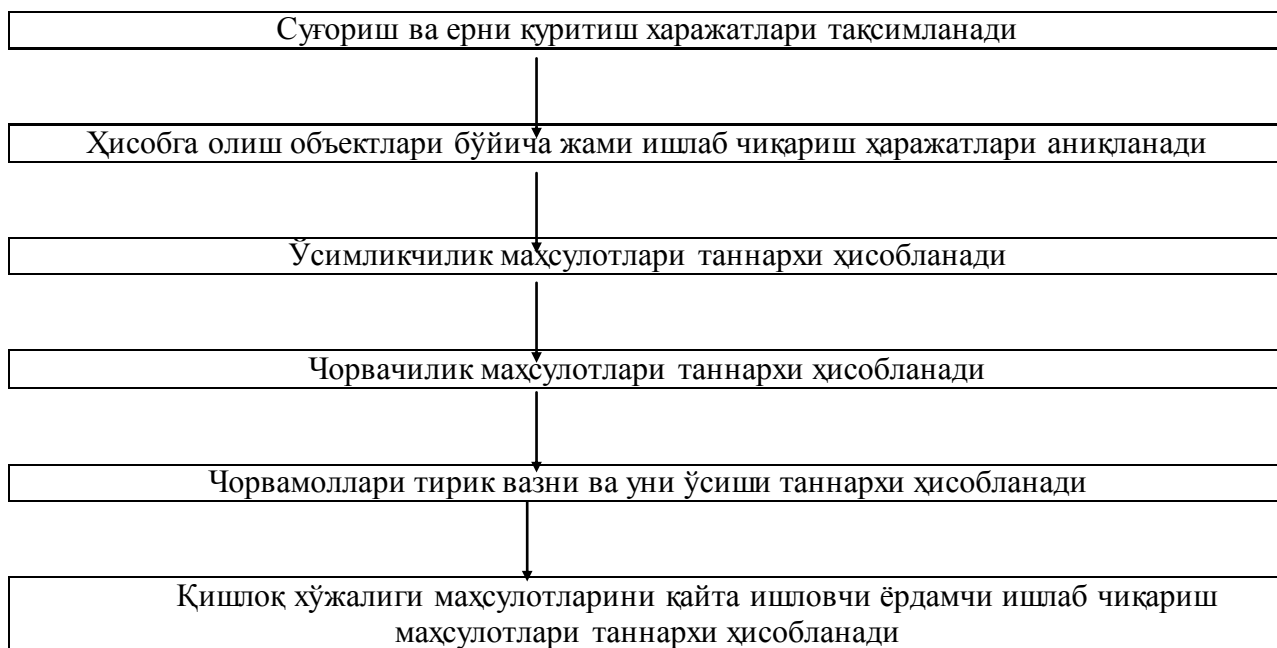 Суғориш ва ерни қуритиш харажатлари тақсимланади
Ҳисобга олиш объектлари бўйича жами ишлаб чиқариш ҳаражатлари аниқланади
Ўсимликчилик маҳсулотлари таннархи ҳисобланади
Чорвачилик маҳсулотлари таннархи ҳисобланади
Чорвамоллари тирик вазни ва уни ўсиши таннархи ҳисобланади
Қишлоқ хўжалиги маҳсулотларини қайта ишловчи ёрдамчи ишлаб чиқариш
маҳсулотлари таннархи ҳисобланади